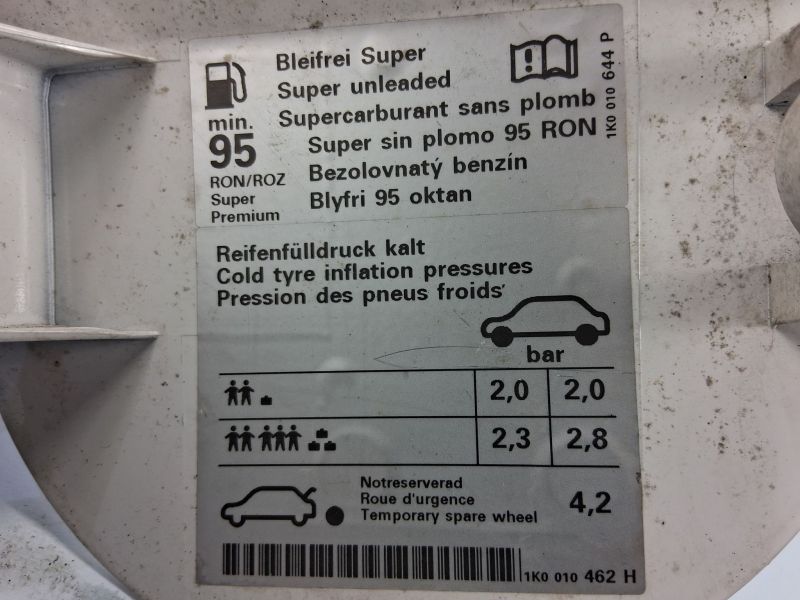 Bleifrei Super
Super unleaded
Supercarburant sans plomb
Super sin plomo 95 RON
Bezolovnatý benzín
Blyfri 95 oktan
min.
95
RON/ROZ
Super
Premium
1K0 010 644 P
Reifenfülldruck kalt
Cold tyre inflation pressures
Pression des pneus froids
bar
2,0 2,0
2,3 2,8
Notreserverad
Roue d'urgence
Temporary spare wheel
4,2
1K0 010 462 H